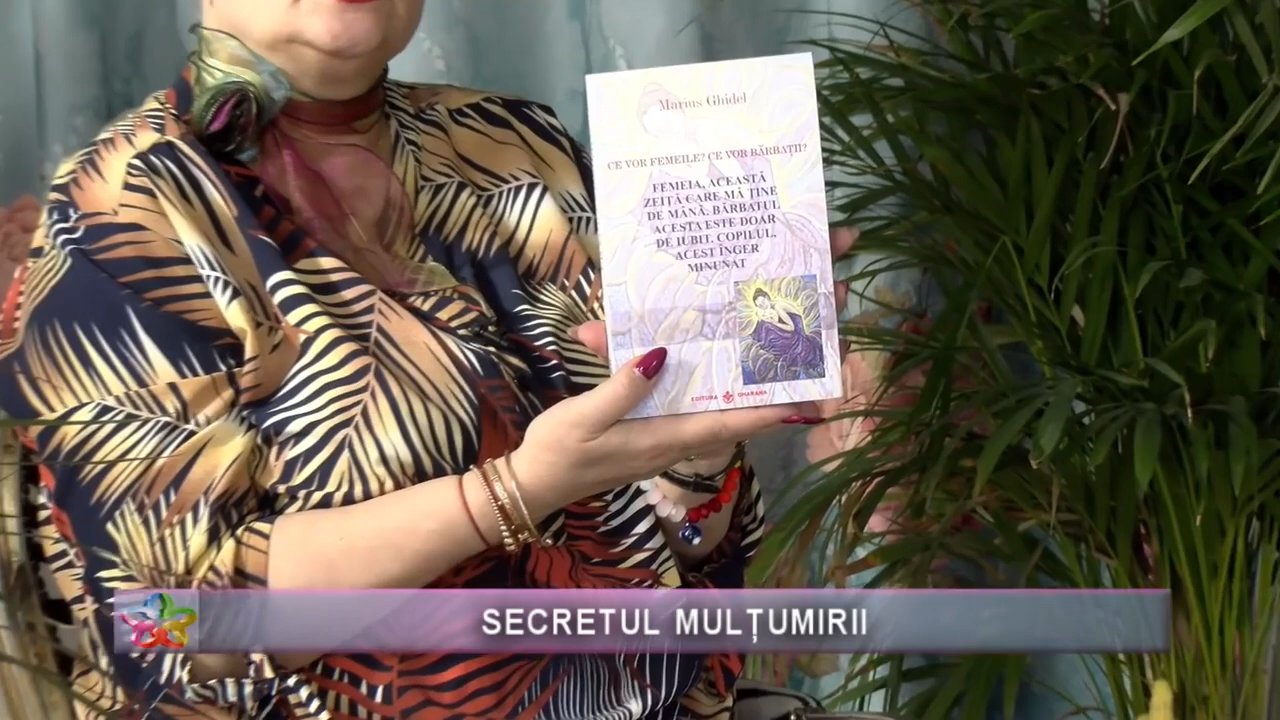 Marius Ghidel
CE VOR FEMEILE? CE VOR BĂRBAȚII?
FEMEIA, ACEASTĂ
ZEIȚĂ CARE MĂ ȚINE
DE MÂNĂ. BĂRBATUL
ACESTA ESTE DOAR
DE IUBIT. COPILUL,
ACEST ÎNGER
MINUNAT
EDITURA DHARANA
SECRETUL MULȚUMIRII